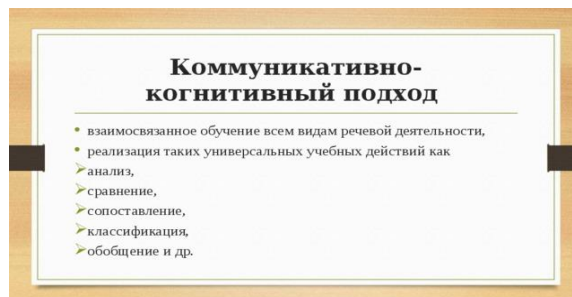 Коммуникативно-
когнитивный подход
взаимосвязанное обучение всем видам речевой деятельности,
реализация таких универсальных учебных действий как
анализ,
сравнение,
сопоставление,
классификация,
обобщение и др.